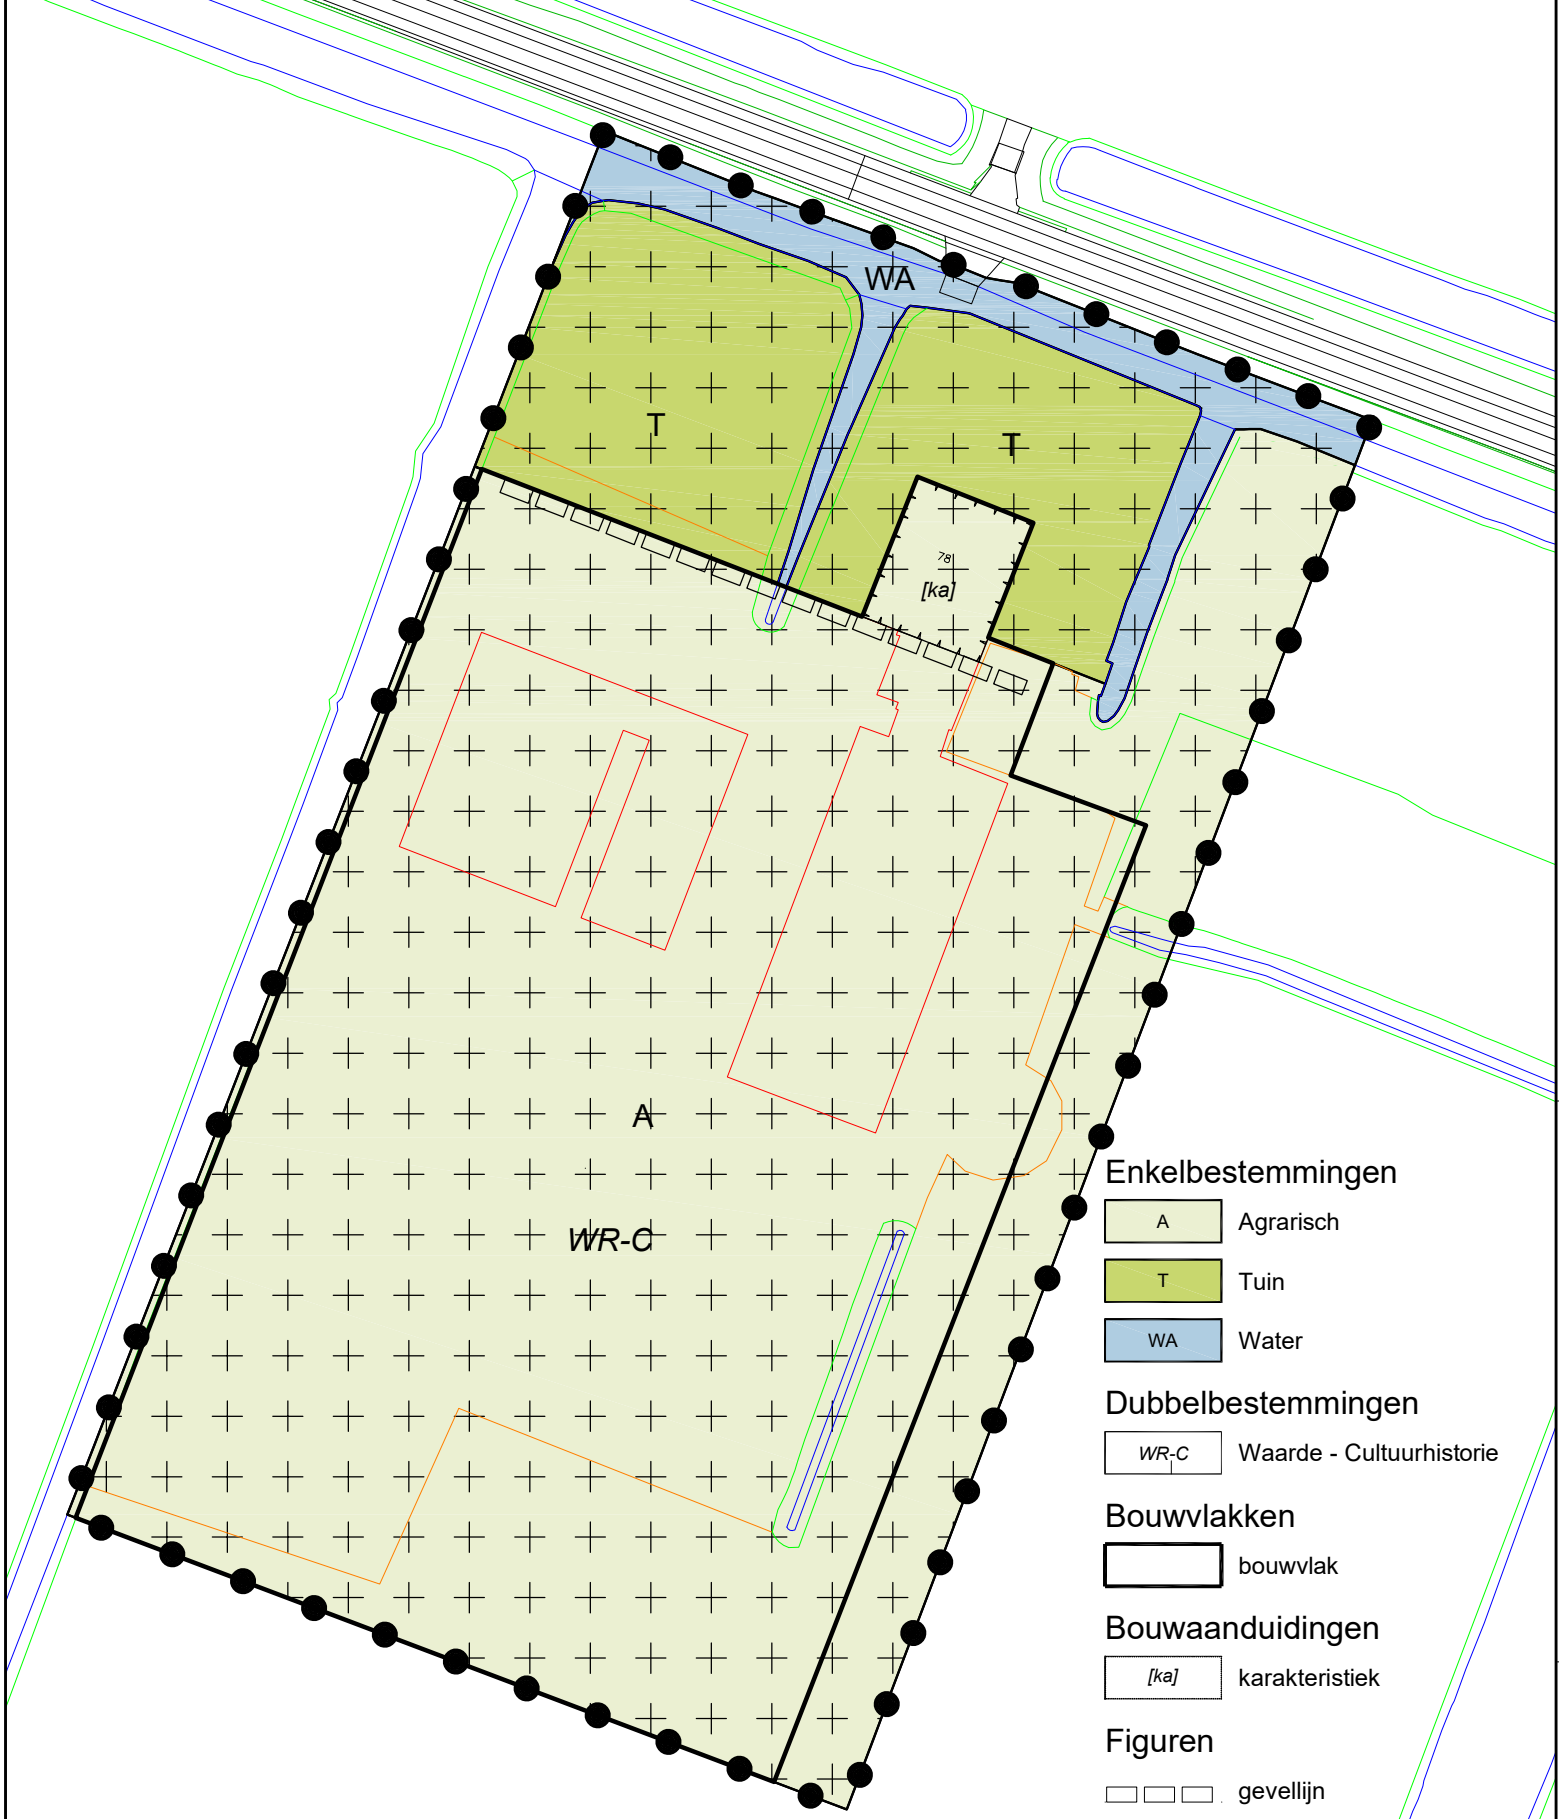 WA
T
T
78
[ka]
A
WR-C
Enkelbestemmingen
A Agrarisch
T Tuin
WA Water
Dubbelbestemmingen
WR-C Waarde - Cultuurhistorie
Bouwvlakken
bouwvlak
Bouwaanduidingen
[ka] karakteristiek
Figuren
gevellijn